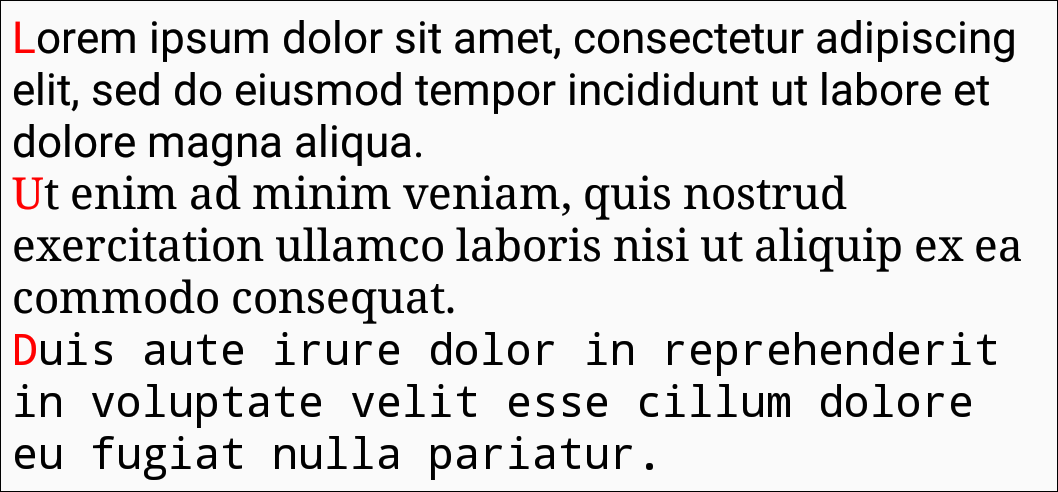 Lorem ipsum dolor sit amet, consectetur adipiscing
elit, sed do eiusmod tempor incididunt ut labore et
dolore magna aliqua.
Ut enim ad minim veniam, quis nostrud
exercitation ullamco laboris nisi ut aliquip ex ea
commodo consequat.
Duis aute irure dolor in reprehenderit
in voluptate velit esse cillum dolore
eu fugiat nulla pariatur.